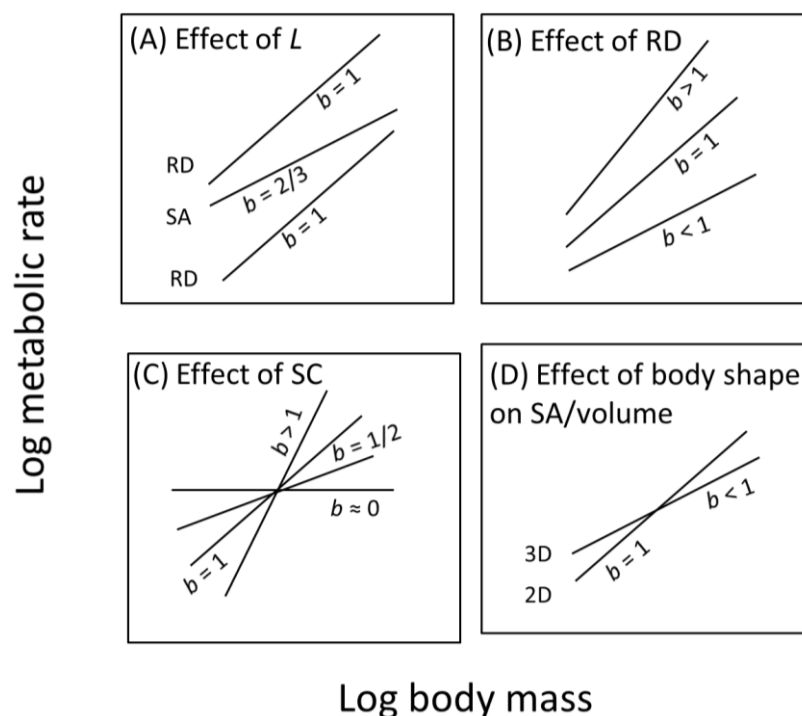 Log metabolic rate
(A) Effect of L
b = 1
RD
b = 2/3
SA
b = 1
RD
(B) Effect of RD
b > 1
b = 1
b < 1
(C) Effect of SC
b > 1
b = 1/2
b ≈ 0
b = 1
(D) Effect of body shape
on SA/volume
b < 1
3D
b = 1
2D
Log body mass